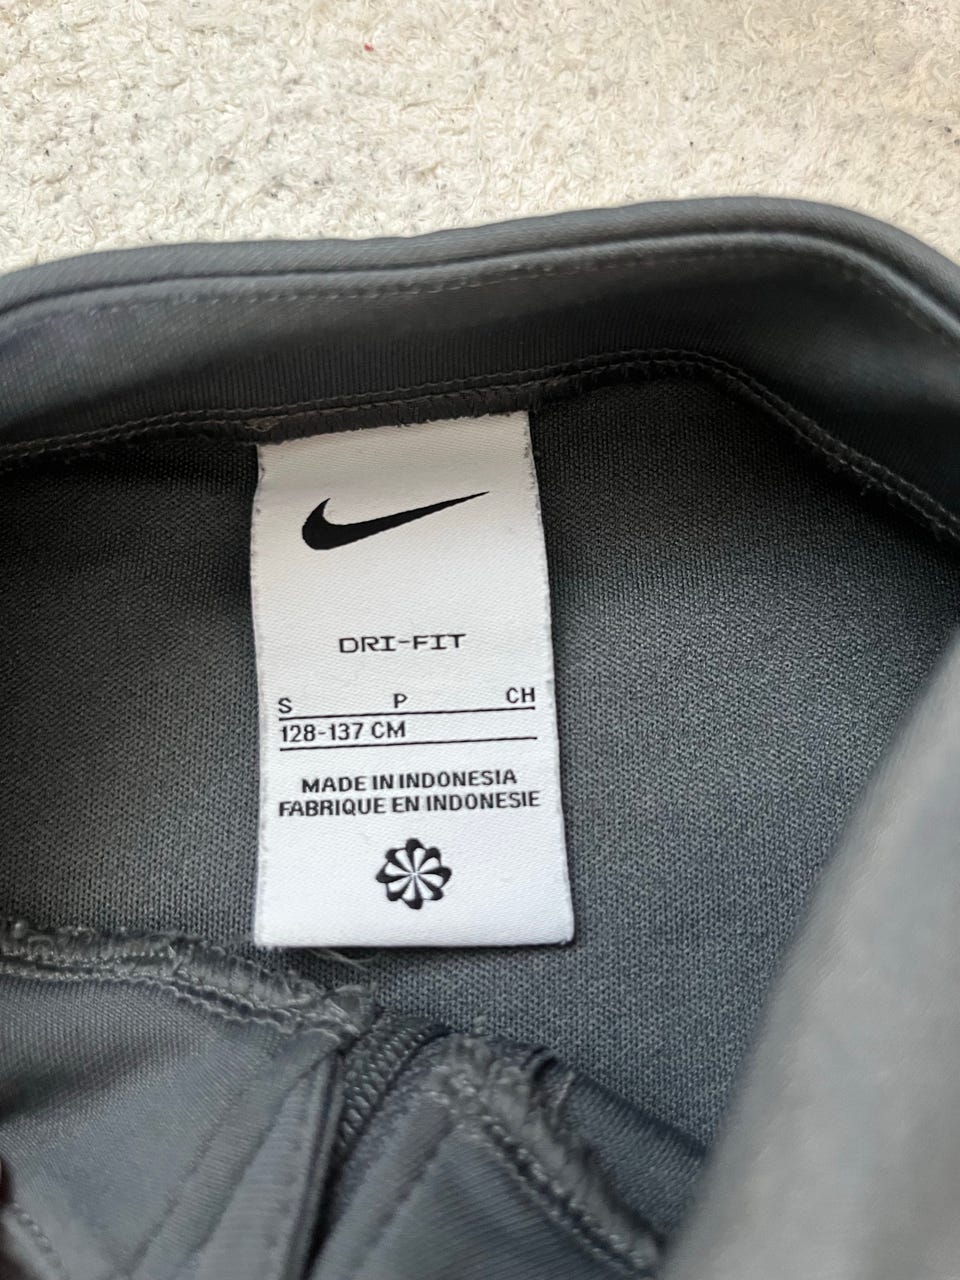 DRI-FIT
S P CH
128-137 CM
MADE IN INDONESIA
FABRIQUE EN INDONESIE